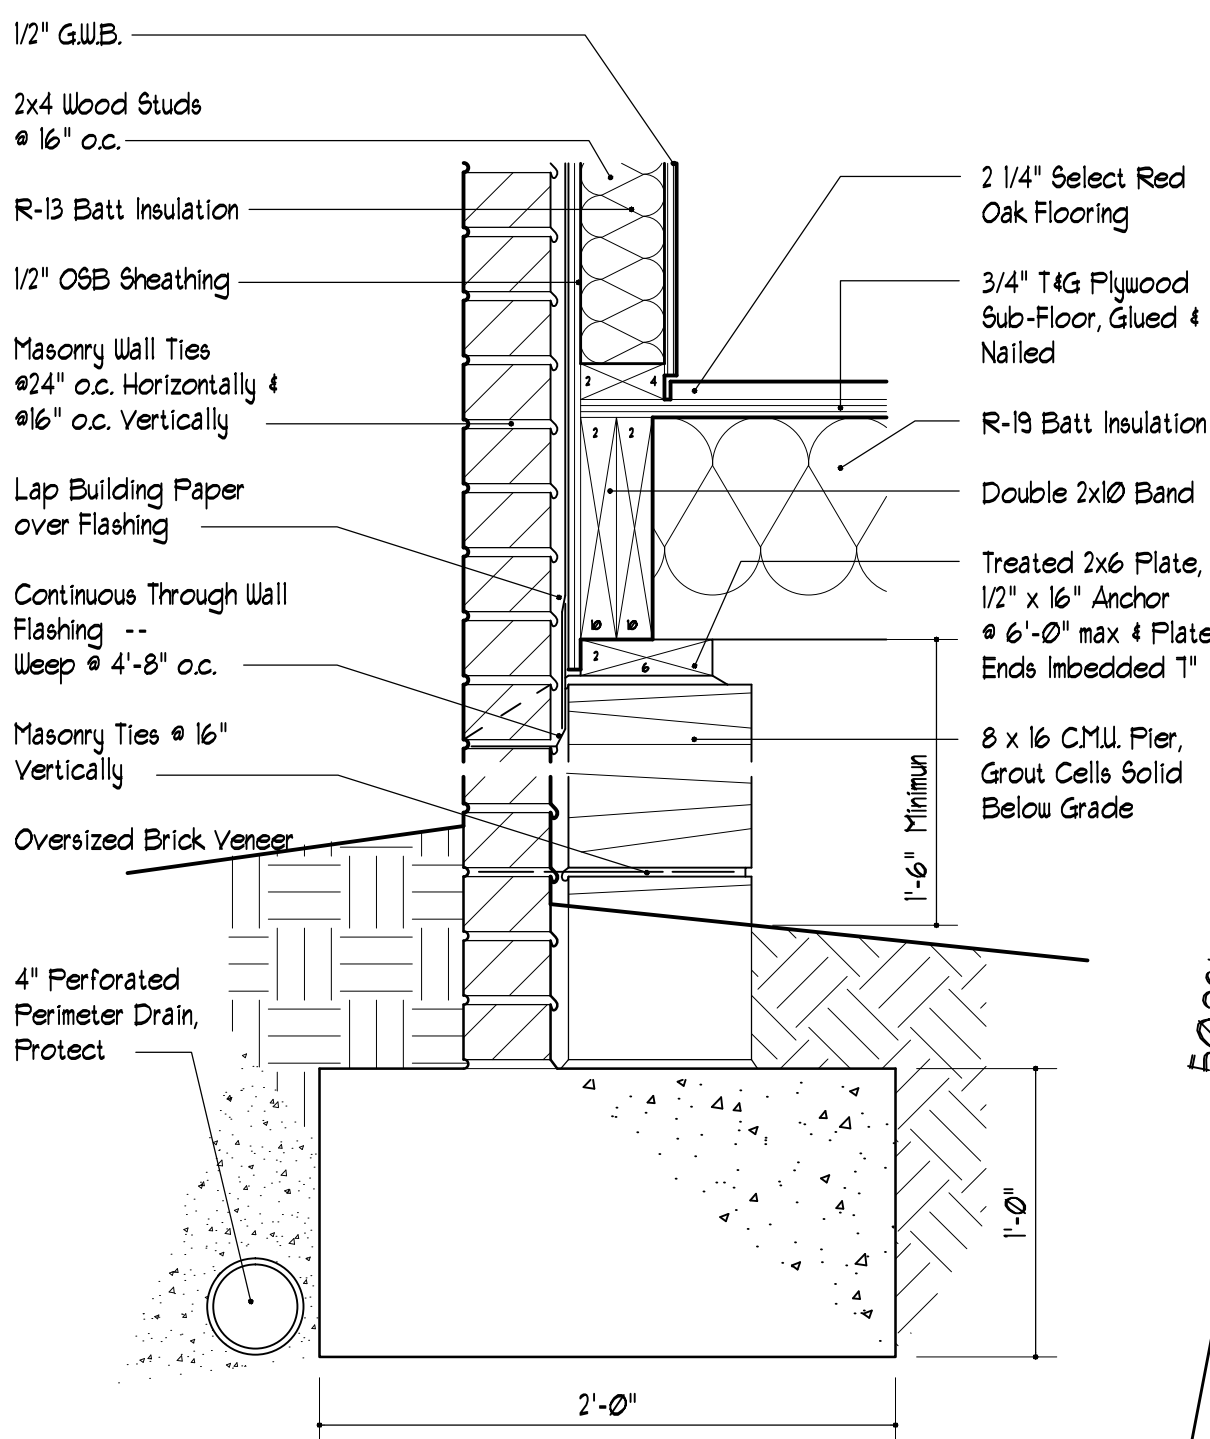 1/2" G.W.B.
2x4 Wood Studs
@ 16" o.c.
R-13 Batt Insulation
1/2" OSB Sheathing
Masonry Wall Ties
@24" o.c. Horizontally &
@16" o.c. Vertically
Lap Building Paper
over Flashing
Continuous Through Wall
Flashing --
Weep @ 4'-8" o.c.
Masonry Ties @ 16"
Vertically
Oversized Brick Veneer
4" Perforated
Perimeter Drain,
Protect
2 4
2 2
10 10
2
6
2 1/4" Select Red
Oak Flooring
3/4" T&G Plywood
Sub-Floor, Glued &
Nailed
R-19 Batt Insulation
Double 2x10 Band
Treated 2x6 Plate,
1/2" x 16" Anchor
@ 6'-0" max & Plate
Ends Imbedded 7"
8 x 16 C.M.U. Pier,
Grout Cells Solid
Below Grade
1'-6" Minimun
1'-0"
2'-0"